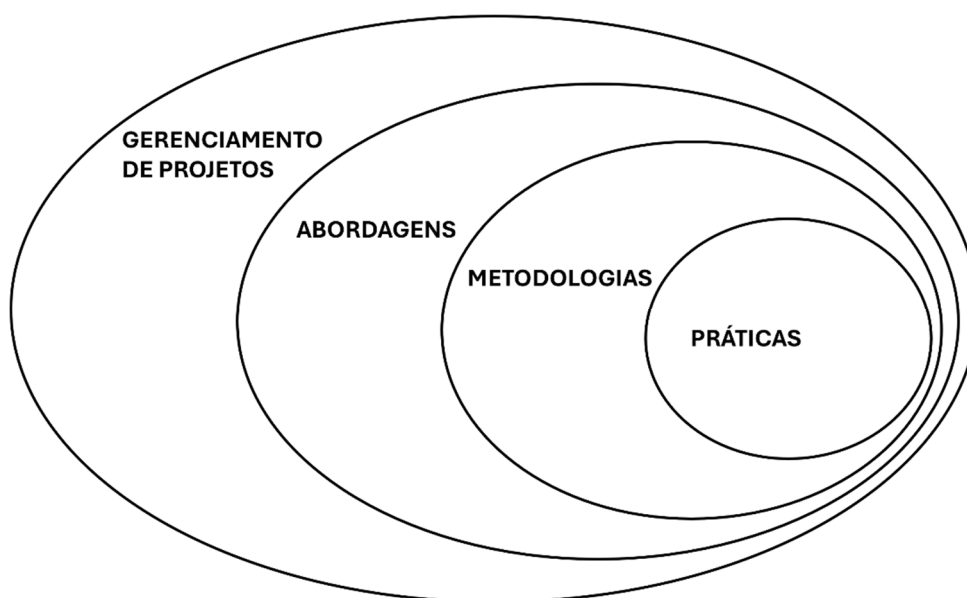 GERENCIAMENTO
DE PROJETOS
ABORDAGENS
METODOLOGIAS
PRÁTICAS